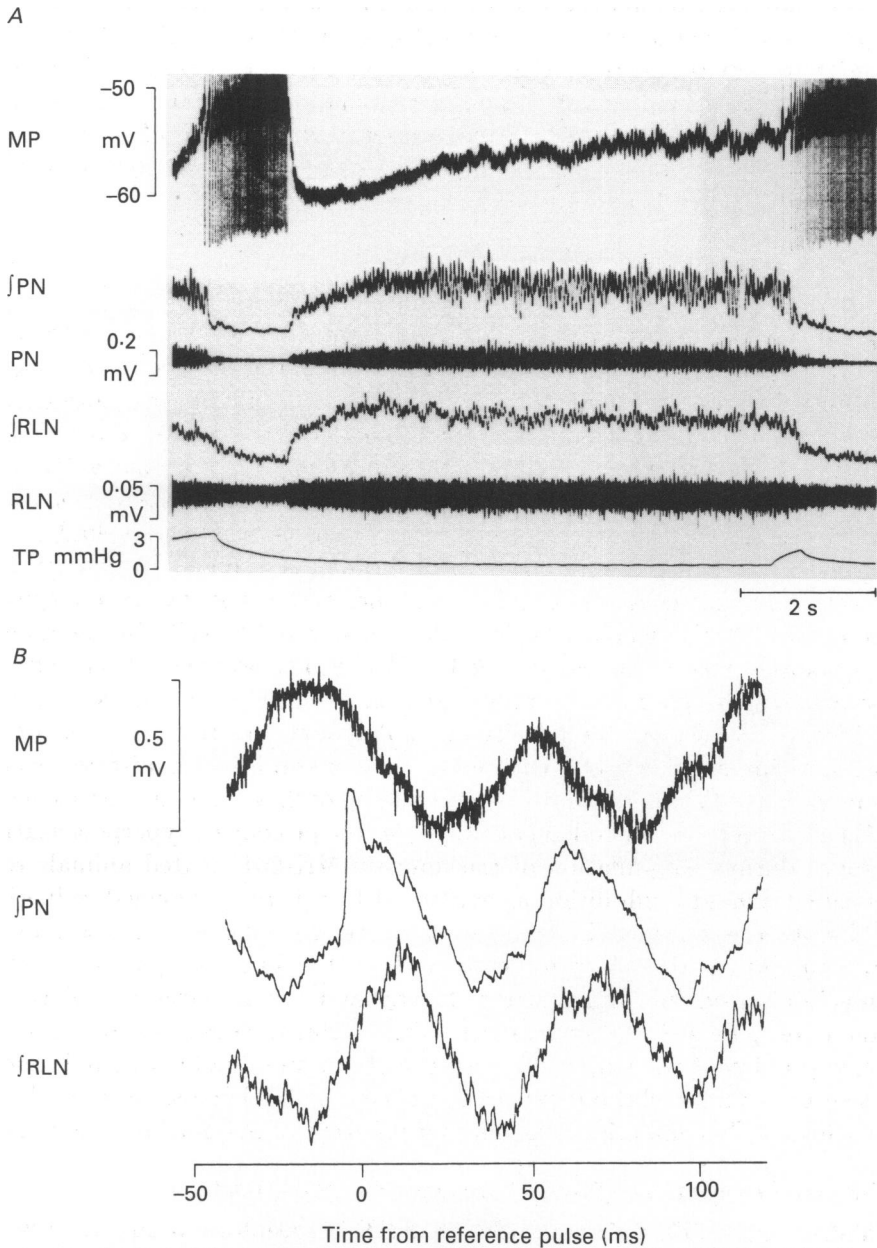 A
MP
−50
mV
−60
∫PN
PN
0·2
mV
∫RLN
RLN
0·05
mV
TP mmHg
3
0
2 s
B
MP
0·5
mV
∫PN
∫RLN
−50 0 50 100
Time from reference pulse (ms)